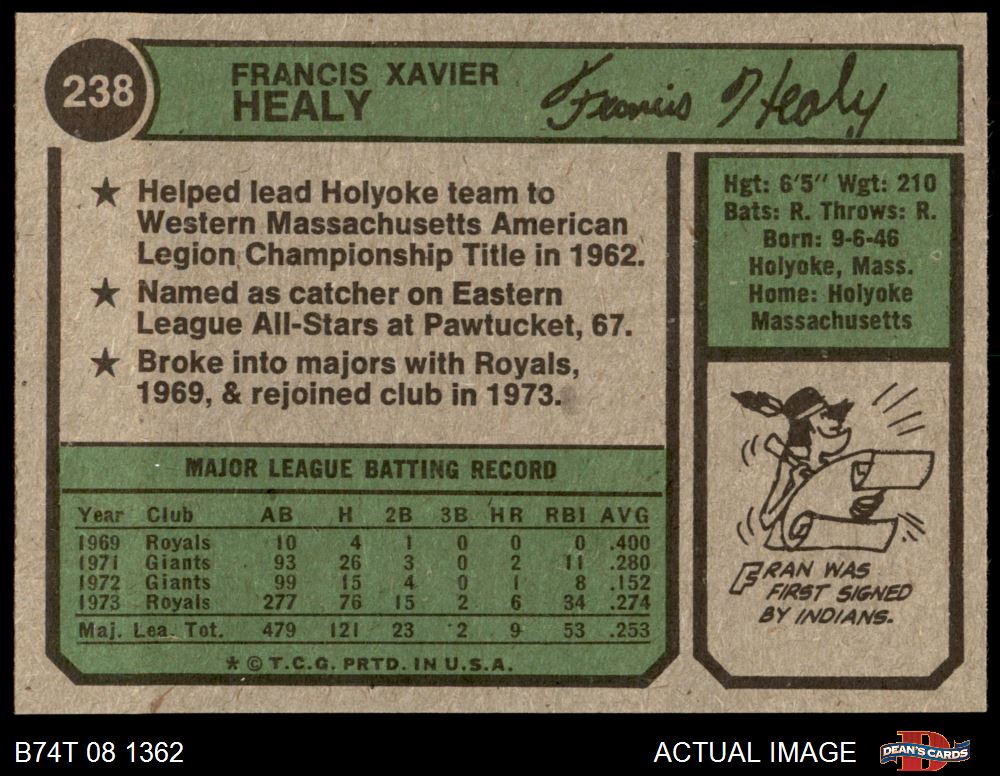 238
FRANCIS XAVIER
HEALY
Francis Healy
★ Helped lead Holyoke team to
Western Massachusetts American
Legion Championship Title in 1962.
★ Named as catcher on Eastern
League All-Stars at Pawtucket, 67.
★ Broke into majors with Royals,
1969, & rejoined club in 1973.
Hgt: 6'5" Wgt: 210
Bats: R. Throws: R.
Born: 9-6-46
Holyoke, Mass.
Home: Holyoke
Massachusetts
MAJOR LEAGUE BATTING RECORD
Year Club AB H 2B 3B HR RBI AVG
1969 Royals 10 4 1 0 0 0 .400
1971 Giants 93 26 3 0 2 11 .280
1972 Giants 99 15 4 0 1 8 .152
1973 Royals 277 76 15 2 6 34 .274
Maj. Lea. Tot. 479 121 23 2 9 53 .253
★ © T.C.G. PRTD. IN U.S.A.
FRAN WAS
FIRST SIGNED
BY INDIANS.
B74T 08 1362
ACTUAL IMAGE
DEAN'S CARDS